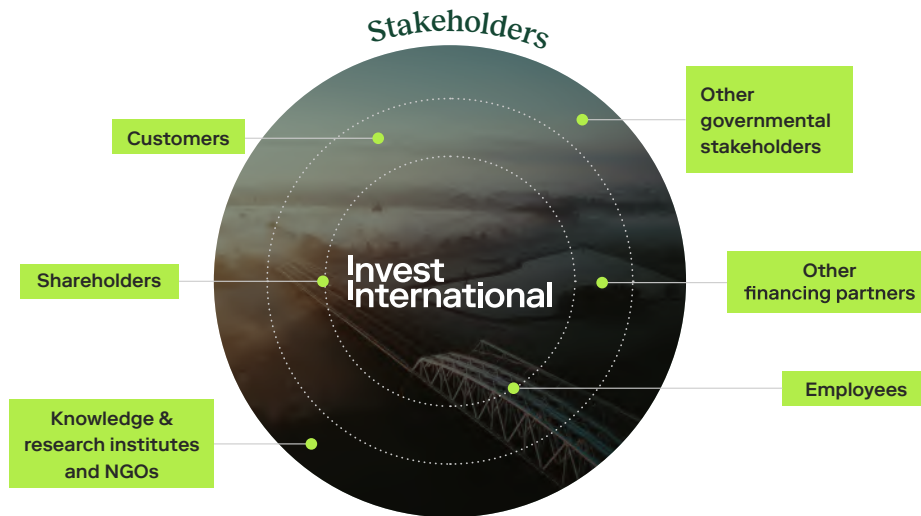 Stakeholders
Customers
Other
governmental
stakeholders
Shareholders
Invest
International
Other
financing partners
Employees
Knowledge &
research institutes
and NGOs